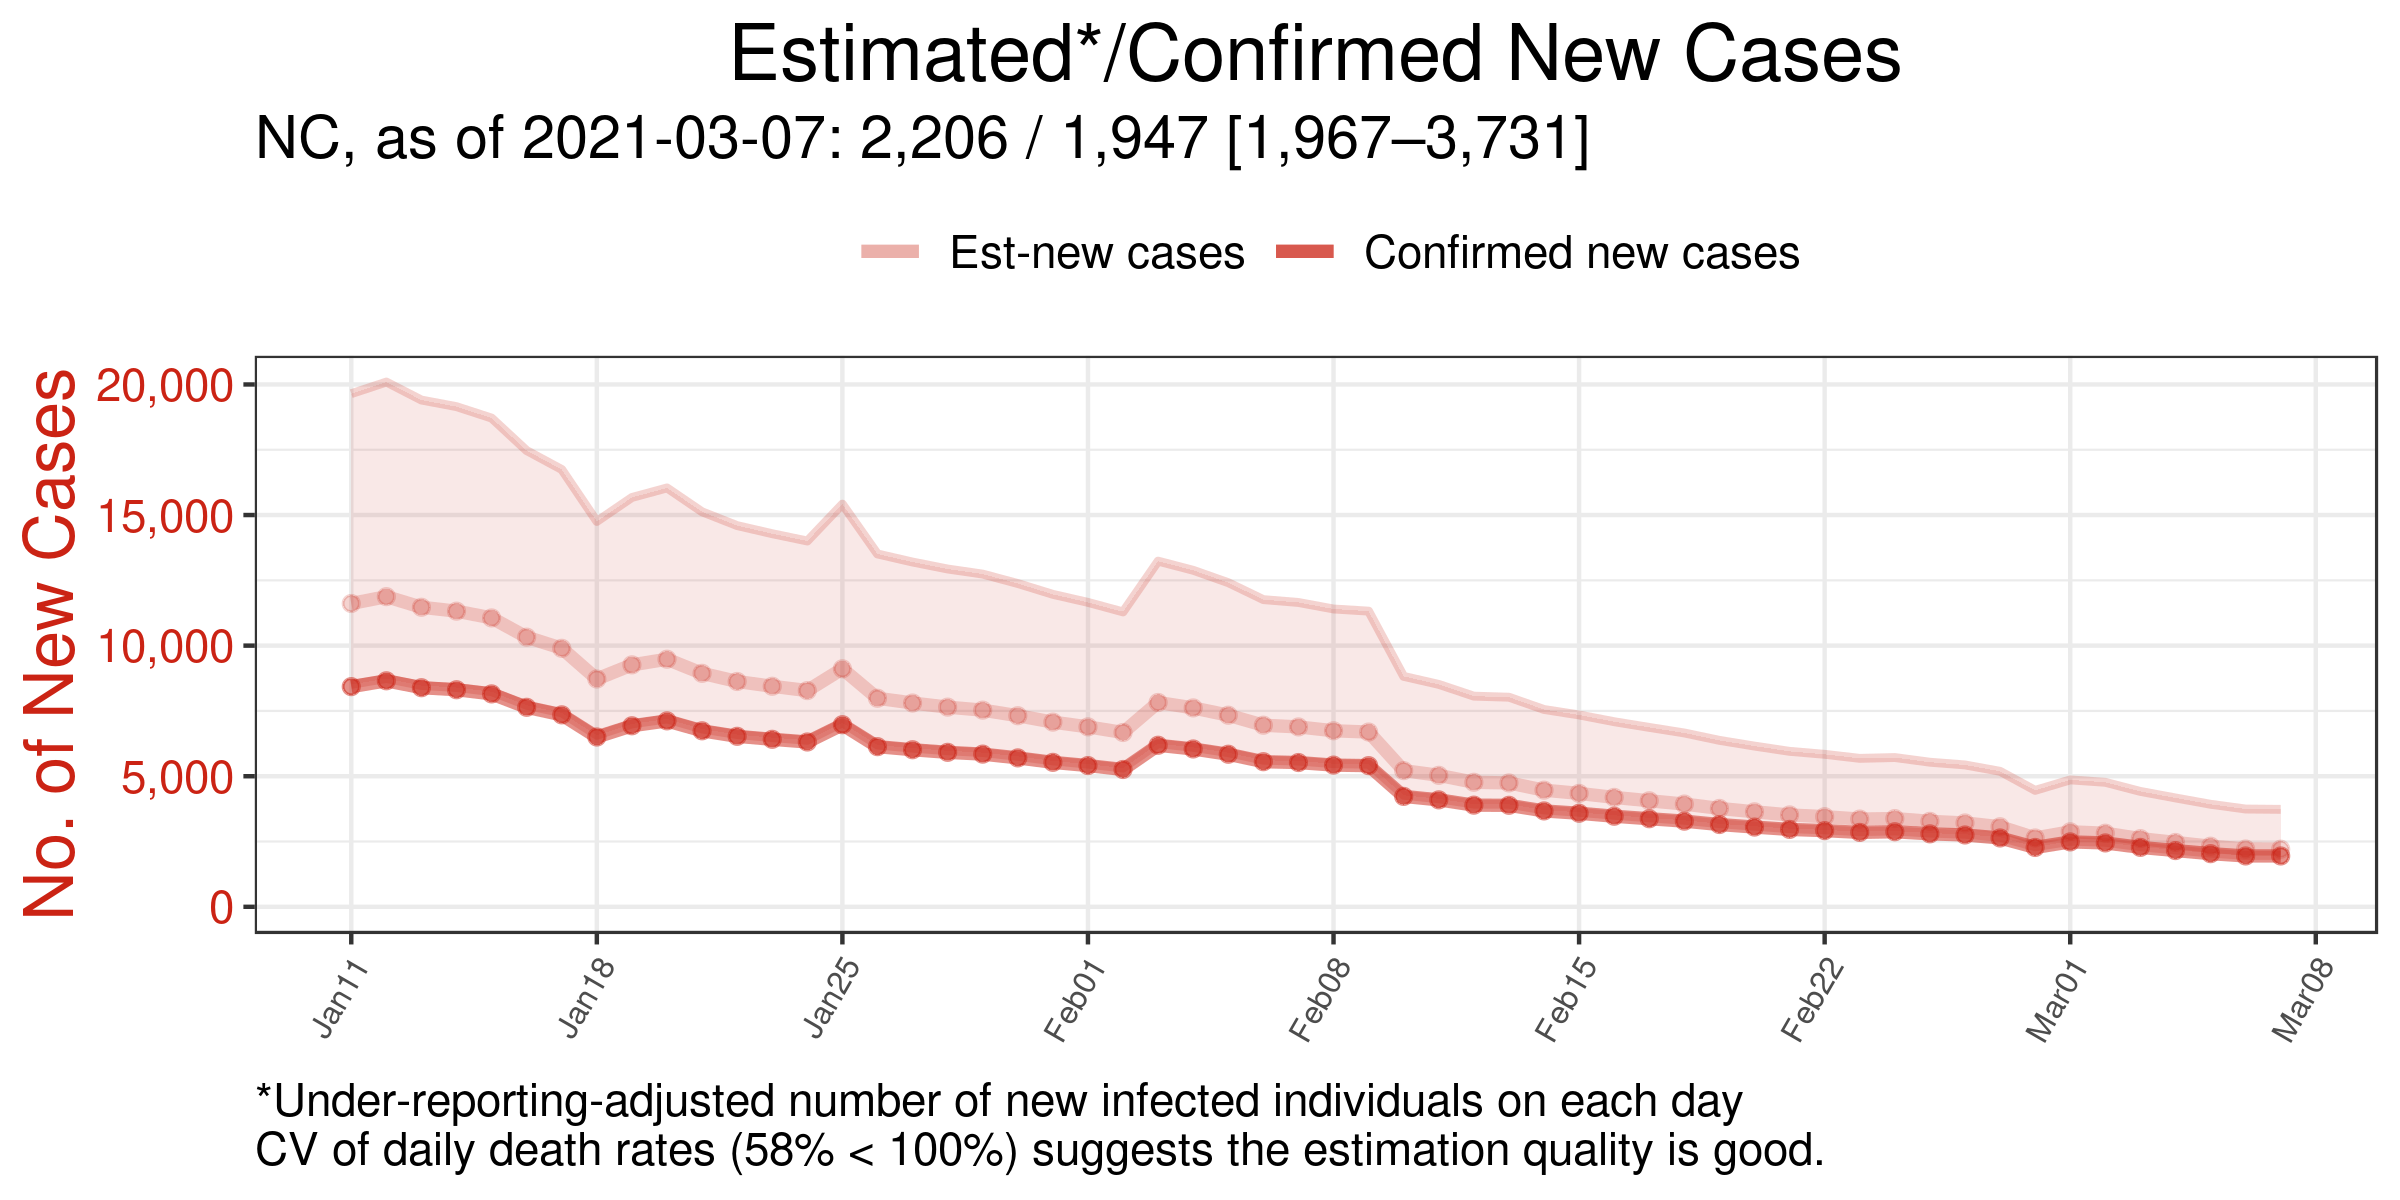 Estimated*/Confirmed New Cases
NC, as of 2021-03-07: 2,206 / 1,947 [1,967–3,731]
Est-new cases
Confirmed new cases
No. of New Cases
20,000
15,000
10,000
5,000
0
Jan11
Jan18
Jan25
Feb01
Feb08
Feb15
Feb22
Mar01
Mar08
*Under-reporting-adjusted number of new infected individuals on each day
CV of daily death rates (58% < 100%) suggests the estimation quality is good.